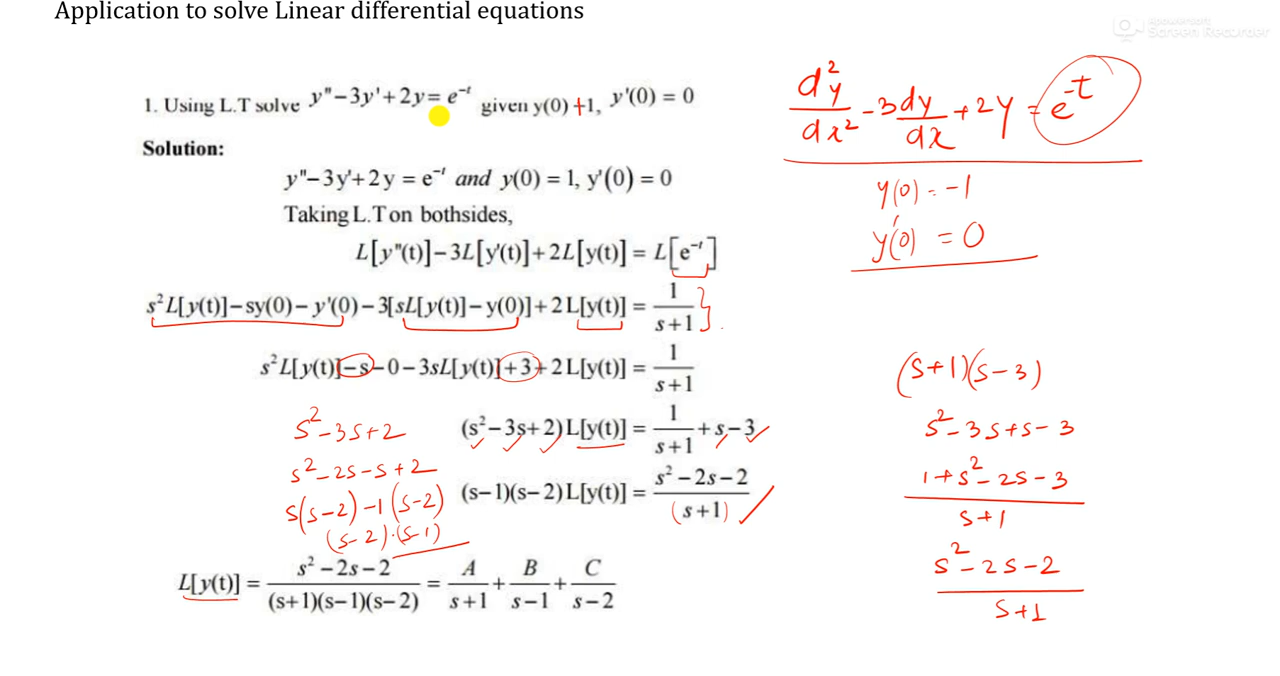 Application to solve Linear differential equations
Apowersoft
Screen Recorder
1. Using L.T solve y"−3y'+2y= e⁻ᵗ given y(0) +1, y'(0) = 0
d²y/dx² −3 dy/dx +2y = e⁻ᵗ
Solution:
y"−3y'+2y = e⁻ᵗ and y(0) = 1, y'(0) = 0
y(0) = −1
y'(0) = 0
Taking L.T on bothsides,
L[y"(t)]−3L[y'(t)]+2L[y(t)] = L[e⁻ᵗ]
s²L[y(t)]−sy(0)−y'(0)−3[sL[y(t)]−y(0)]+2L[y(t)] = 1/(s+1)
s²L[y(t)]−s−0−3sL[y(t)]+3+2L[y(t)] = 1/(s+1)
(s²−3s+2)L[y(t)] = 1/(s+1) +s−3
(s−1)(s−2)L[y(t)] = s²−2s−2/(s+1)
s²−3s+2
s²−2s−s+2
s(s−2)−1(s−2)
(s−2)·(s−1)
L[y(t)] = s²−2s−2/(s+1)(s−1)(s−2) = A/s+1 + B/s−1 + C/s−2
(s+1)(s−3)
s²−3s+s−3
1+s²−2s−3
s+1
s²−2s−2
s+1